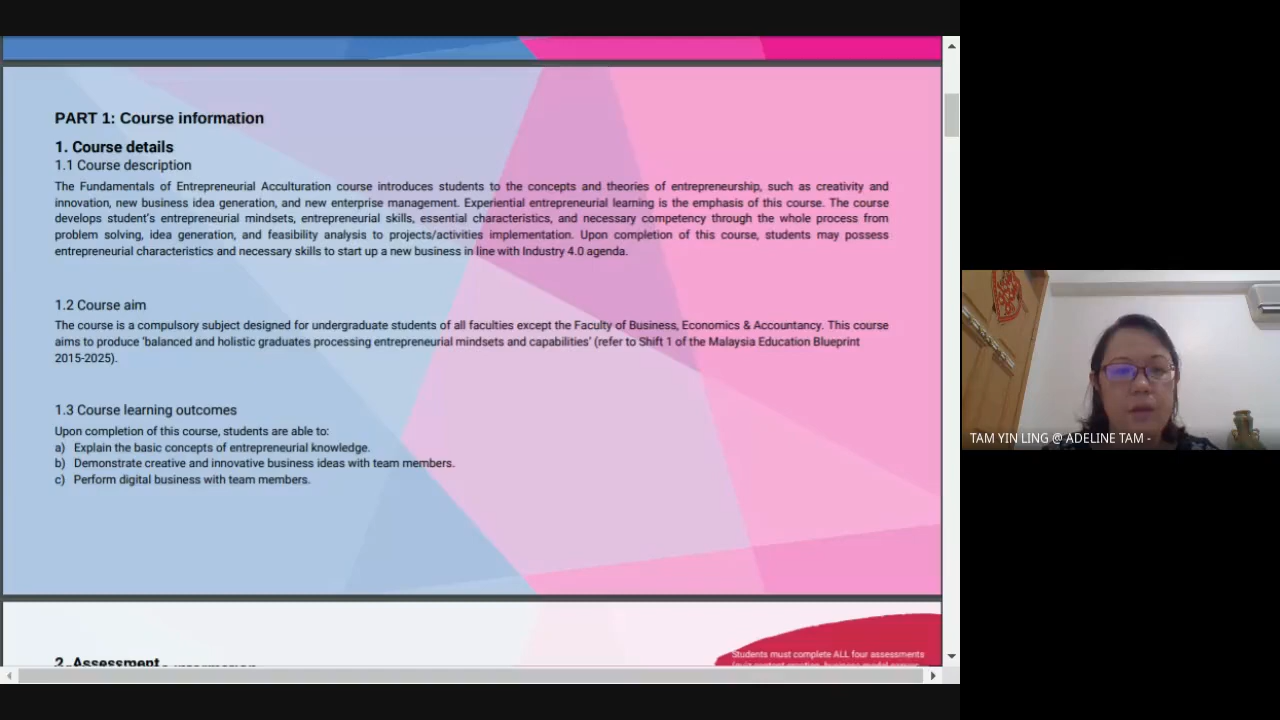 PART 1: Course information
1. Course details
1.1 Course description
The Fundamentals of Entrepreneurial Acculturation course introduces students to the concepts and theories of entrepreneurship, such as creativity and
innovation, new business idea generation, and new enterprise management. Experiential entrepreneurial learning is the emphasis of this course. The course
develops student's entrepreneurial mindsets, entrepreneurial skills, essential characteristics, and necessary competency through the whole process from
problem solving, idea generation, and feasibility analysis to projects/activities implementation. Upon completion of this course, students may possess
entrepreneurial characteristics and necessary skills to start up a new business in line with Industry 4.0 agenda.
1.2 Course aim
The course is a compulsory subject designed for undergraduate students of all faculties except the Faculty of Business, Economics & Accountancy. This course
aims to produce 'balanced and holistic graduates processing entrepreneurial mindsets and capabilities' (refer to Shift 1 of the Malaysia Education Blueprint
2015-2025).
1.3 Course learning outcomes
Upon completion of this course, students are able to:
a) Explain the basic concepts of entrepreneurial knowledge.
b) Demonstrate creative and innovative business ideas with team members.
c) Perform digital business with team members.
2. Assessment
Students must complete ALL four assessments
TAM YIN LING @ ADELINE TAM -